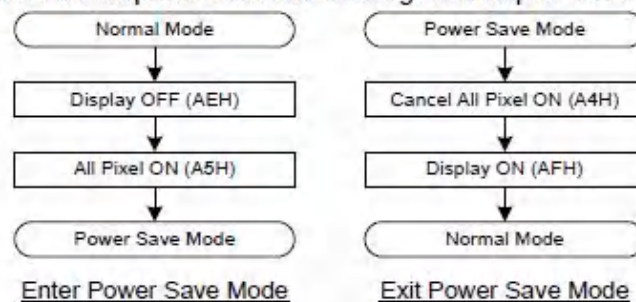 Normal Mode
Display OFF (AEH)
All Pixel ON (A5H)
Power Save Mode
Enter Power Save Mode
Power Save Mode
Cancel All Pixel ON (A4H)
Display ON (AFH)
Normal Mode
Exit Power Save Mode